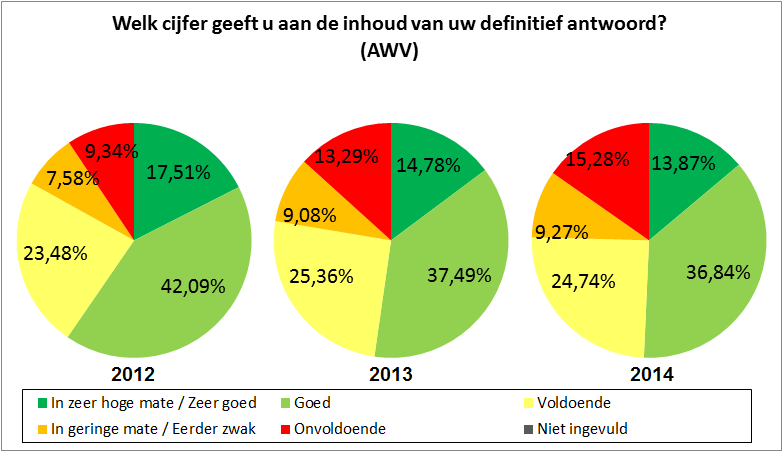 Welk cijfer geeft u aan de inhoud van uw definitief antwoord?
(AWV)
9,34%
17,51%
7,58%
23,48%
42,09%
13,29%
14,78%
9,08%
25,36%
37,49%
15,28%
13,87%
9,27%
24,74%
36,84%
2012
2013
2014
In zeer hoge mate / Zeer goed
Goed
Voldoende
In geringe mate / Eerder zwak
Onvoldoende
Niet ingevuld